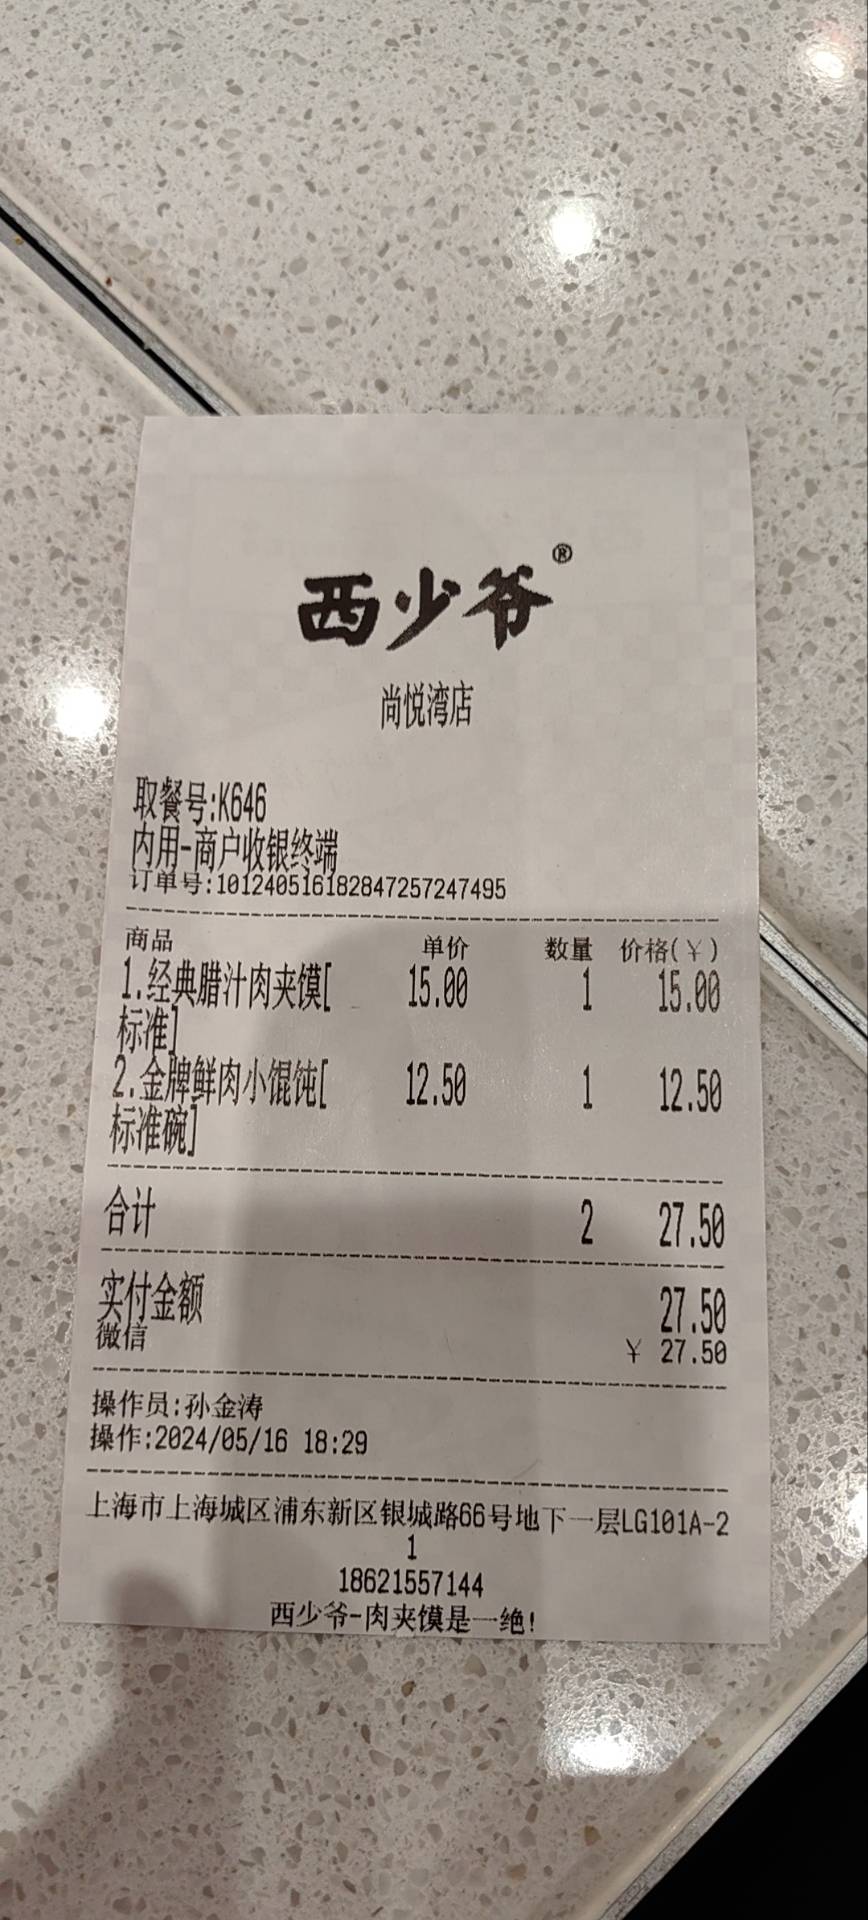 西少爷®
尚悦湾店
取餐号:K646
内用-商户收银终端
订单号:101240516182847257247495
商品 单价 数量 价格(￥)
1.经典腊汁肉夹馍[ 15.00 1 15.00
标准]
2.金牌鲜肉小馄饨[ 12.50 1 12.50
标准碗]
合计 2 27.50
实付金额 27.50
微信 ￥ 27.50
操作员:孙金涛
操作:2024/05/16 18:29
上海市上海城区浦东新区银城路66号地下一层LG101A-2
1
18621557144
西少爷-肉夹馍是一绝!